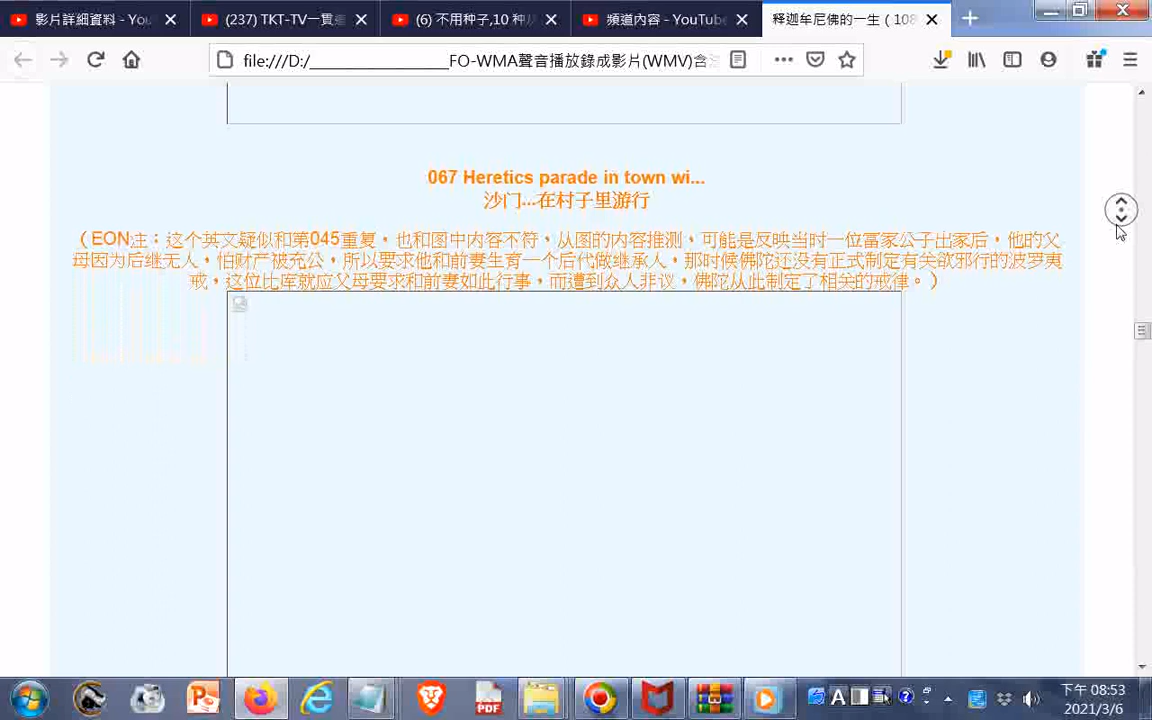 影片詳細資料 - You
(237) TKT-TV一貫
(6) 不用种子,10 种
頻道內容 - YouTube
释迦牟尼佛的一生（108
file:///D:/__________________FO-WMA聲音播放錄成影片(WMV)含
067 Heretics parade in town wi...
沙门...在村子里游行
（EON注：这个英文疑似和第045重复，也和图中内容不符，从图的内容推测，可能是反映当时一位富家公子出家后，他的父
母因为后继无人，怕财产被充公，所以要求他和前妻生育一个后代做继承人，那时候佛陀还没有正式制定有关欲邪行的波罗夷
戒，这位比库就应父母要求和前妻如此行事，而遭到众人非议，佛陀从此制定了相关的戒律。）
PDF
A
下午 08:53
2021/3/6